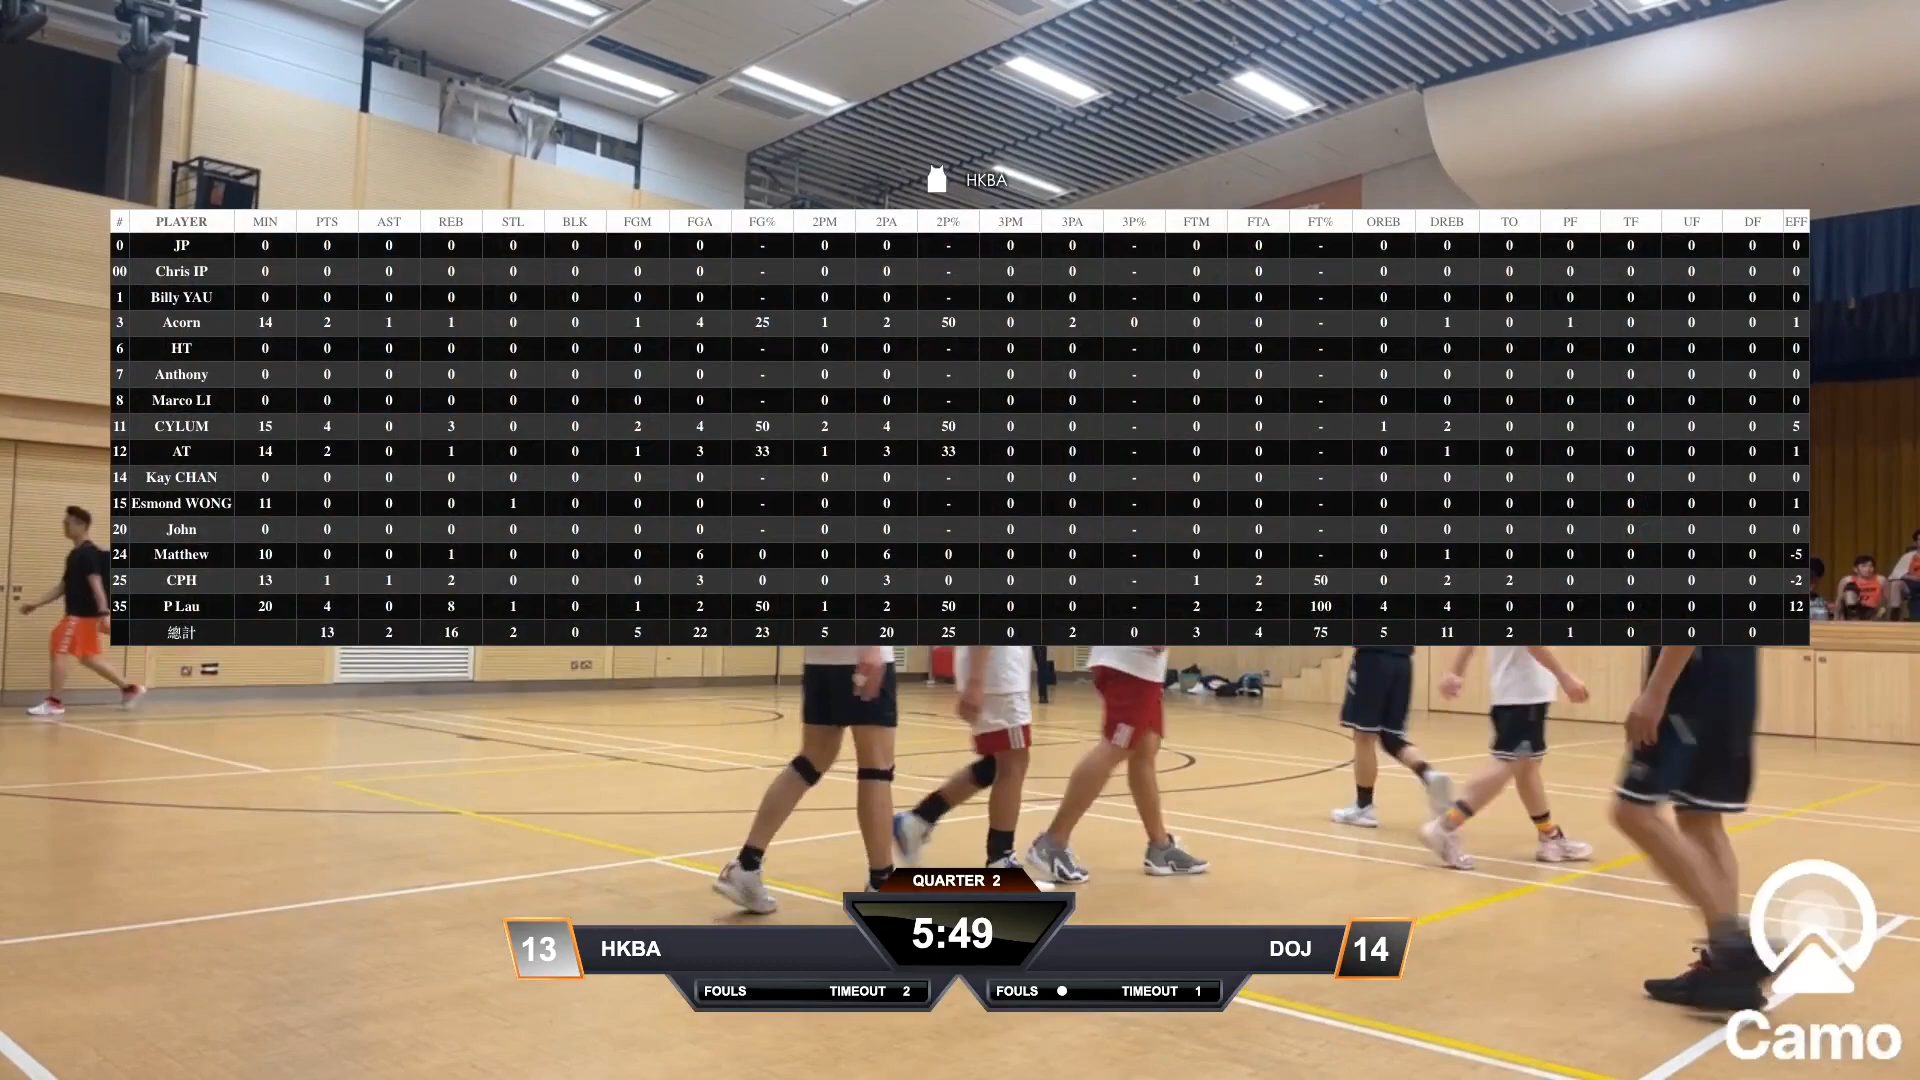 HKBA
# PLAYER MIN PTS AST REB STL BLK FGM FGA FG% 2PM 2PA 2P% 3PM 3PA 3P% FTM FTA FT% OREB DREB TO PF TF UF DF EFF
0 JP 0 0 0 0 0 0 0 0 - 0 0 - 0 0 - 0 0 - 0 0 0 0 0 0 0 0
00 Chris IP 0 0 0 0 0 0 0 0 - 0 0 - 0 0 - 0 0 - 0 0 0 0 0 0 0 0
1 Billy YAU 0 0 0 0 0 0 0 0 - 0 0 - 0 0 - 0 0 - 0 0 0 0 0 0 0 0
3 Acorn 14 2 1 1 0 0 1 4 25 1 2 50 0 2 0 0 0 - 0 1 0 1 0 0 0 1
6 HT 0 0 0 0 0 0 0 0 - 0 0 - 0 0 - 0 0 - 0 0 0 0 0 0 0 0
7 Anthony 0 0 0 0 0 0 0 0 - 0 0 - 0 0 - 0 0 - 0 0 0 0 0 0 0 0
8 Marco LI 0 0 0 0 0 0 0 0 - 0 0 - 0 0 - 0 0 - 0 0 0 0 0 0 0 0
11 CYLUM 15 4 0 3 0 0 2 4 50 2 4 50 0 0 - 0 0 - 1 2 0 0 0 0 0 5
12 AT 14 2 0 1 0 0 1 3 33 1 3 33 0 0 - 0 0 - 0 1 0 0 0 0 0 1
14 Kay CHAN 0 0 0 0 0 0 0 0 - 0 0 - 0 0 - 0 0 - 0 0 0 0 0 0 0 0
15 Esmond WONG 11 0 0 0 1 0 0 0 - 0 0 - 0 0 - 0 0 - 0 0 0 0 0 0 0 1
20 John 0 0 0 0 0 0 0 0 - 0 0 - 0 0 - 0 0 - 0 0 0 0 0 0 0 0
24 Matthew 10 0 0 1 0 0 0 6 0 0 6 0 0 0 - 0 0 - 0 1 0 0 0 0 0 -5
25 CPH 13 1 1 2 0 0 0 3 0 0 3 0 0 0 - 1 2 50 0 2 2 0 0 0 0 -2
35 P Lau 20 4 0 8 1 0 1 2 50 1 2 50 0 0 - 2 2 100 4 4 0 0 0 0 0 12
總計 13 2 16 2 0 5 22 23 5 20 25 0 2 0 3 4 75 5 11 2 1 0 0 0
QUARTER 2
5:49
13 HKBA DOJ 14
FOULS TIMEOUT 2 FOULS TIMEOUT 1
Camo